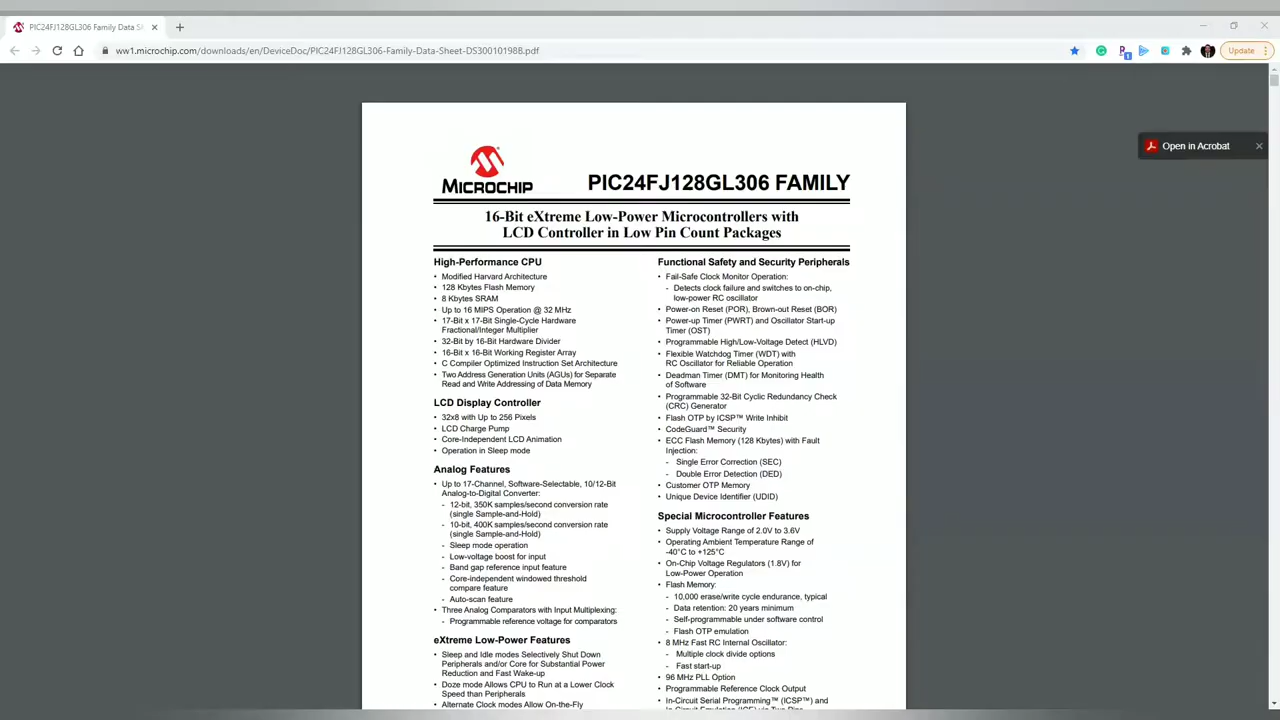 PIC24FJ128GL306 Family Data S
ww1.microchip.com/downloads/en/DeviceDoc/PIC24FJ128GL306-Family-Data-Sheet-DS30010198B.pdf
Update
Open in Acrobat
MICROCHIP
PIC24FJ128GL306 FAMILY
16-Bit eXtreme Low-Power Microcontrollers with
LCD Controller in Low Pin Count Packages
High-Performance CPU
• Modified Harvard Architecture
• 128 Kbytes Flash Memory
• 8 Kbytes SRAM
• Up to 16 MIPS Operation @ 32 MHz
• 17-Bit x 17-Bit Single-Cycle Hardware
Fractional/Integer Multiplier
• 32-Bit by 16-Bit Hardware Divider
• 16-Bit x 16-Bit Working Register Array
• C Compiler Optimized Instruction Set Architecture
• Two Address Generation Units (AGUs) for Separate
Read and Write Addressing of Data Memory
LCD Display Controller
• 32x8 with Up to 256 Pixels
• LCD Charge Pump
• Core-Independent LCD Animation
• Operation in Sleep mode
Analog Features
• Up to 17-Channel, Software-Selectable, 10/12-Bit
Analog-to-Digital Converter:
- 12-bit, 350K samples/second conversion rate
(single Sample-and-Hold)
- 10-bit, 400K samples/second conversion rate
(single Sample-and-Hold)
- Sleep mode operation
- Low-voltage boost for input
- Band gap reference input feature
- Core-independent windowed threshold
compare feature
- Auto-scan feature
• Three Analog Comparators with Input Multiplexing:
- Programmable reference voltage for comparators
eXtreme Low-Power Features
• Sleep and Idle modes Selectively Shut Down
Peripherals and/or Core for Substantial Power
Reduction and Fast Wake-up
• Doze mode Allows CPU to Run at a Lower Clock
Speed than Peripherals
• Alternate Clock modes Allow On-the-Fly
Functional Safety and Security Peripherals
• Fail-Safe Clock Monitor Operation:
- Detects clock failure and switches to on-chip,
low-power RC oscillator
• Power-on Reset (POR), Brown-out Reset (BOR)
• Power-up Timer (PWRT) and Oscillator Start-up
Timer (OST)
• Programmable High/Low-Voltage Detect (HLVD)
• Flexible Watchdog Timer (WDT) with
RC Oscillator for Reliable Operation
• Deadman Timer (DMT) for Monitoring Health
of Software
• Programmable 32-Bit Cyclic Redundancy Check
(CRC) Generator
• Flash OTP by ICSP™ Write Inhibit
• CodeGuard™ Security
• ECC Flash Memory (128 Kbytes) with Fault
Injection:
- Single Error Correction (SEC)
- Double Error Detection (DED)
• Customer OTP Memory
• Unique Device Identifier (UDID)
Special Microcontroller Features
• Supply Voltage Range of 2.0V to 3.6V
• Operating Ambient Temperature Range of
-40°C to +125°C
• On-Chip Voltage Regulators (1.8V) for
Low-Power Operation
• Flash Memory:
- 10,000 erase/write cycle endurance, typical
- Data retention: 20 years minimum
- Self-programmable under software control
- Flash OTP emulation
• 8 MHz Fast RC Internal Oscillator:
- Multiple clock divide options
- Fast start-up
• 96 MHz PLL Option
• Programmable Reference Clock Output
• In-Circuit Serial Programming™ (ICSP™) and